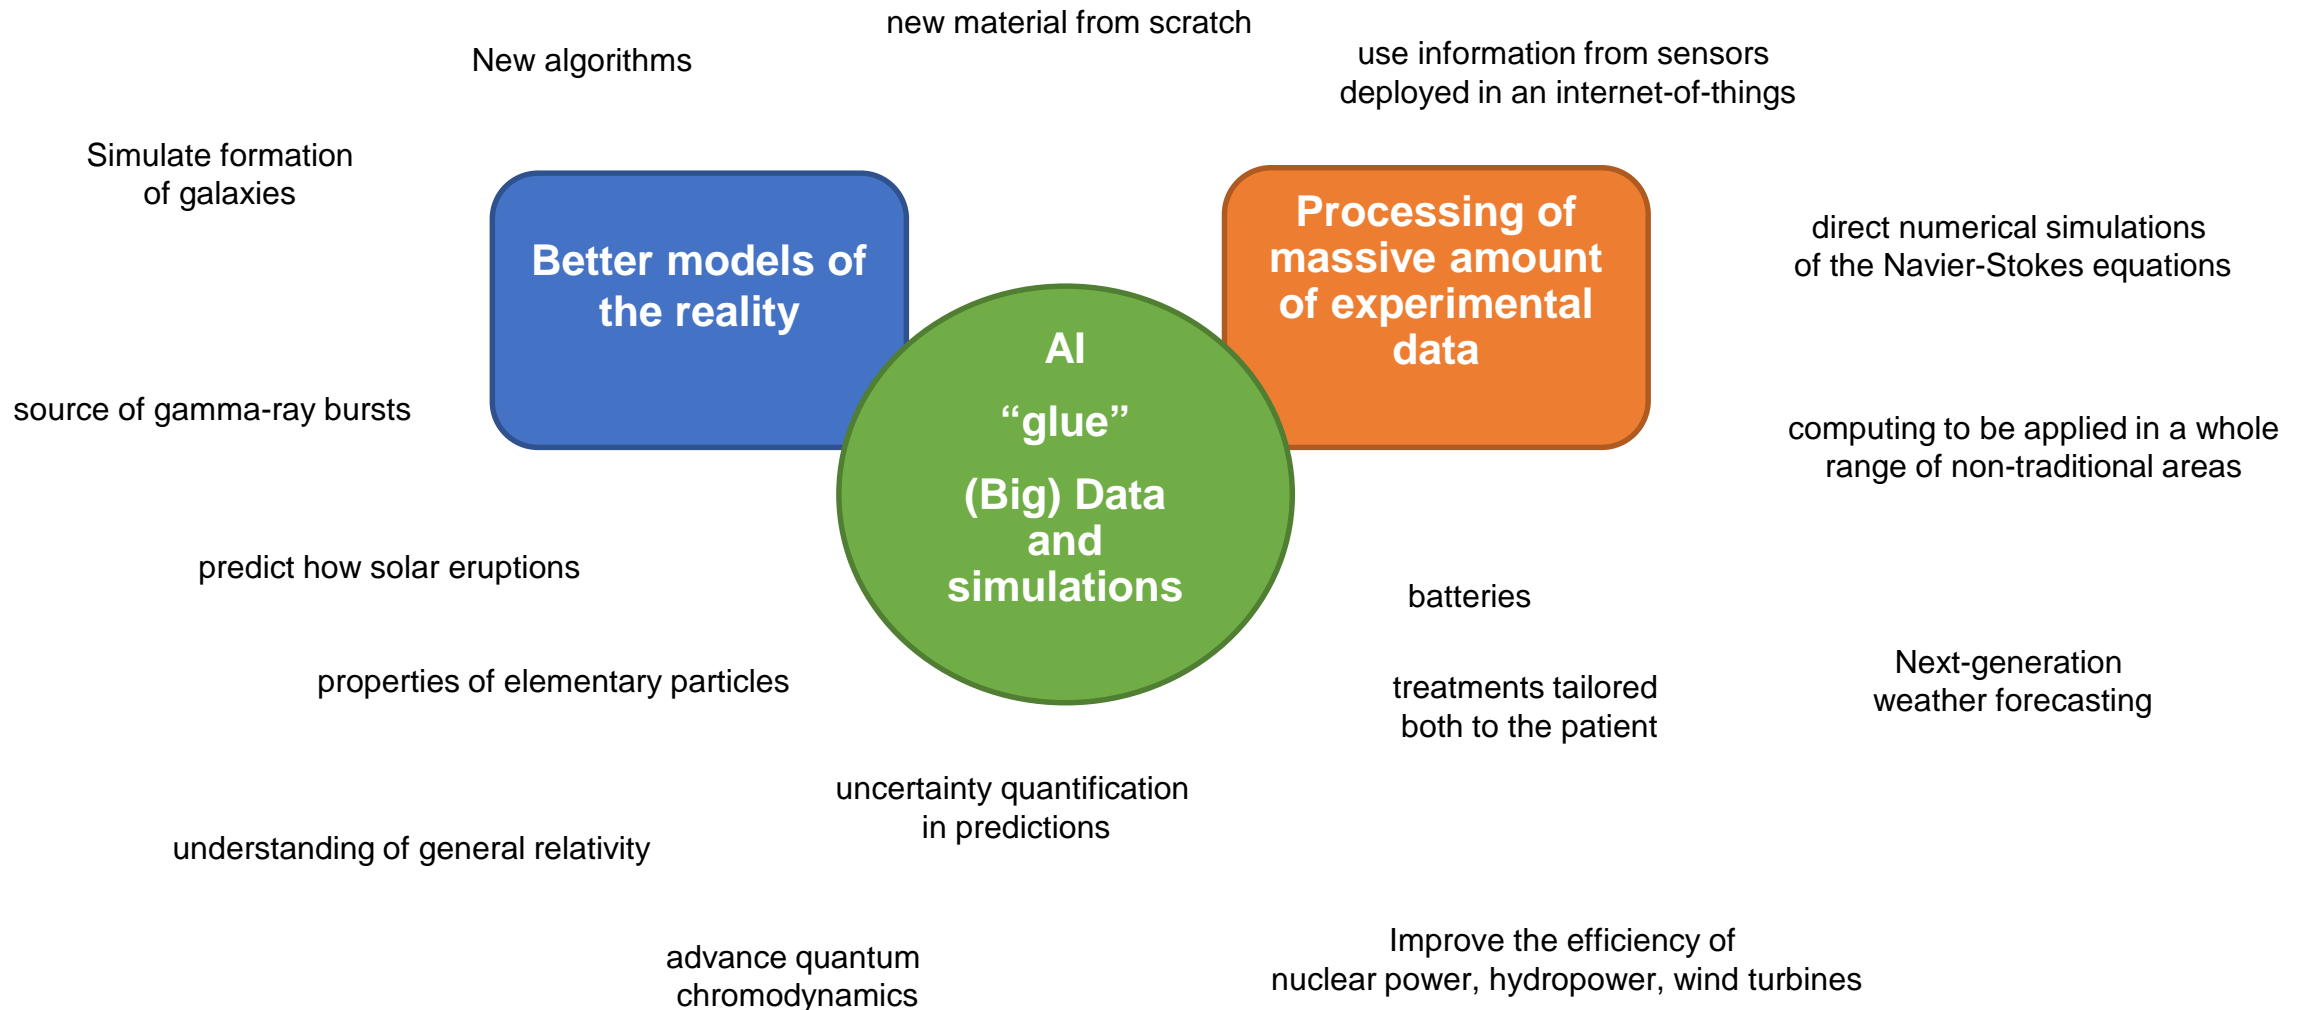 new material from scratch
New algorithms
use information from sensors
deployed in an internet-of-things
Simulate formation
of galaxies
Better models of
the reality
Processing of
massive amount
of experimental
data
direct numerical simulations
of the Navier-Stokes equations
AI
“glue”
(Big) Data
and
simulations
source of gamma-ray bursts
computing to be applied in a whole
range of non-traditional areas
predict how solar eruptions
batteries
properties of elementary particles
treatments tailored
both to the patient
Next-generation
weather forecasting
uncertainty quantification
in predictions
understanding of general relativity
advance quantum
chromodynamics
Improve the efficiency of
nuclear power, hydropower, wind turbines